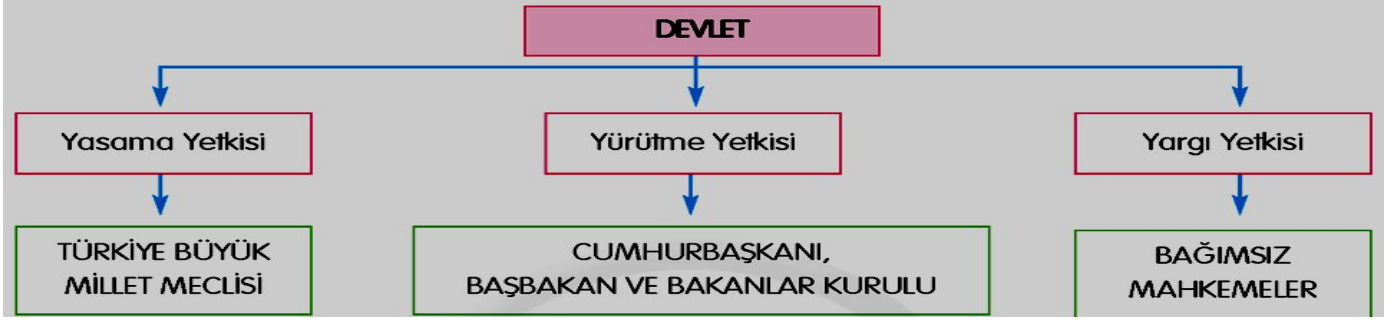 DEVLET
Yasama Yetkisi
Yürütme Yetkisi
Yargı Yetkisi
TÜRKİYE BÜYÜK
MİLLET MECLİSİ
CUMHURBAŞKANI,
BAŞBAKAN VE BAKANLAR KURULU
BAĞIMSIZ
MAHKEMELER